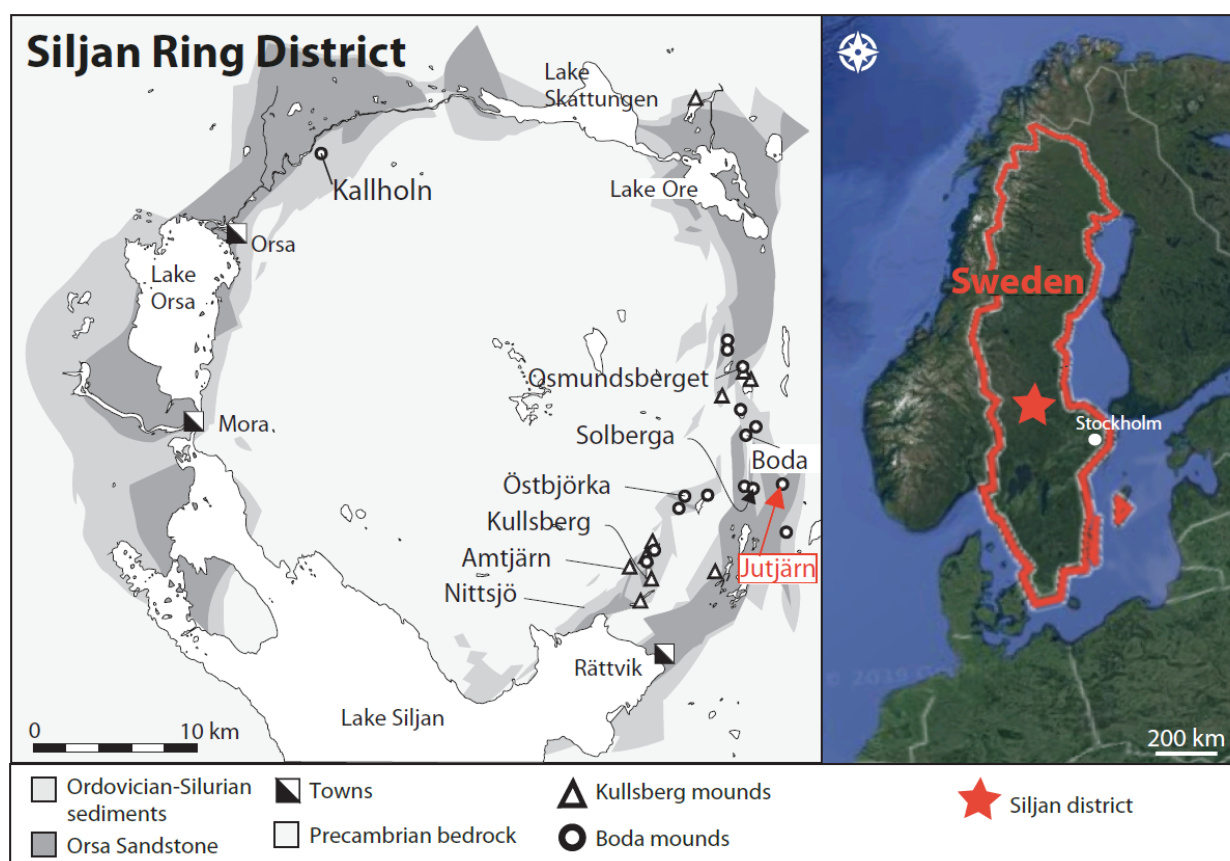 Siljan Ring District
Lake
Skattungen
Kallholn
Lake Ore
Orsa
Lake
Orsa
Osmundsberget
Mora
Solberga
Boda
Östbjörka
Kullsberg
Amtjärn
Jutjärn
Nittsjö
Rättvik
Lake Siljan
0 10 km
Sweden
Stockholm
200 km
Ordovician-Silurian
sediments
Orsa Sandstone
Towns
Precambrian bedrock
Kullsberg mounds
Boda mounds
Siljan district